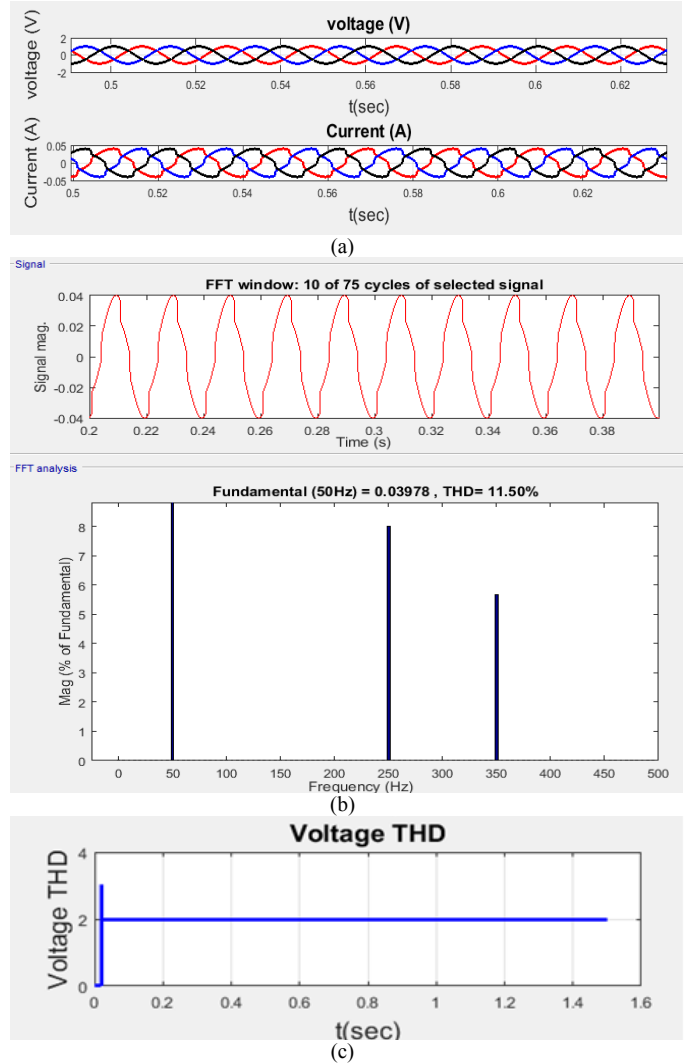 voltage (V)
voltage (V)
2
0
-2
0.5 0.52 0.54 0.56 0.58 0.6 0.62
t(sec)
Current (A)
Current (A)
0.05
0
-0.05
0.5 0.52 0.54 0.56 0.58 0.6 0.62
t(sec)
(a)
Signal
FFT window: 10 of 75 cycles of selected signal
Signal mag.
0.04
0.02
0
-0.02
-0.04
0.2 0.22 0.24 0.26 0.28 0.3 0.32 0.34 0.36 0.38
Time (s)
FFT analysis
Fundamental (50Hz) = 0.03978 , THD= 11.50%
Mag (% of Fundamental)
8
7
6
5
4
3
2
1
0
0 50 100 150 200 250 300 350 400 450 500
Frequency (Hz)
(b)
Voltage THD
Voltage THD
4
2
0
0 0.2 0.4 0.6 0.8 1 1.2 1.4 1.6
t(sec)
(c)